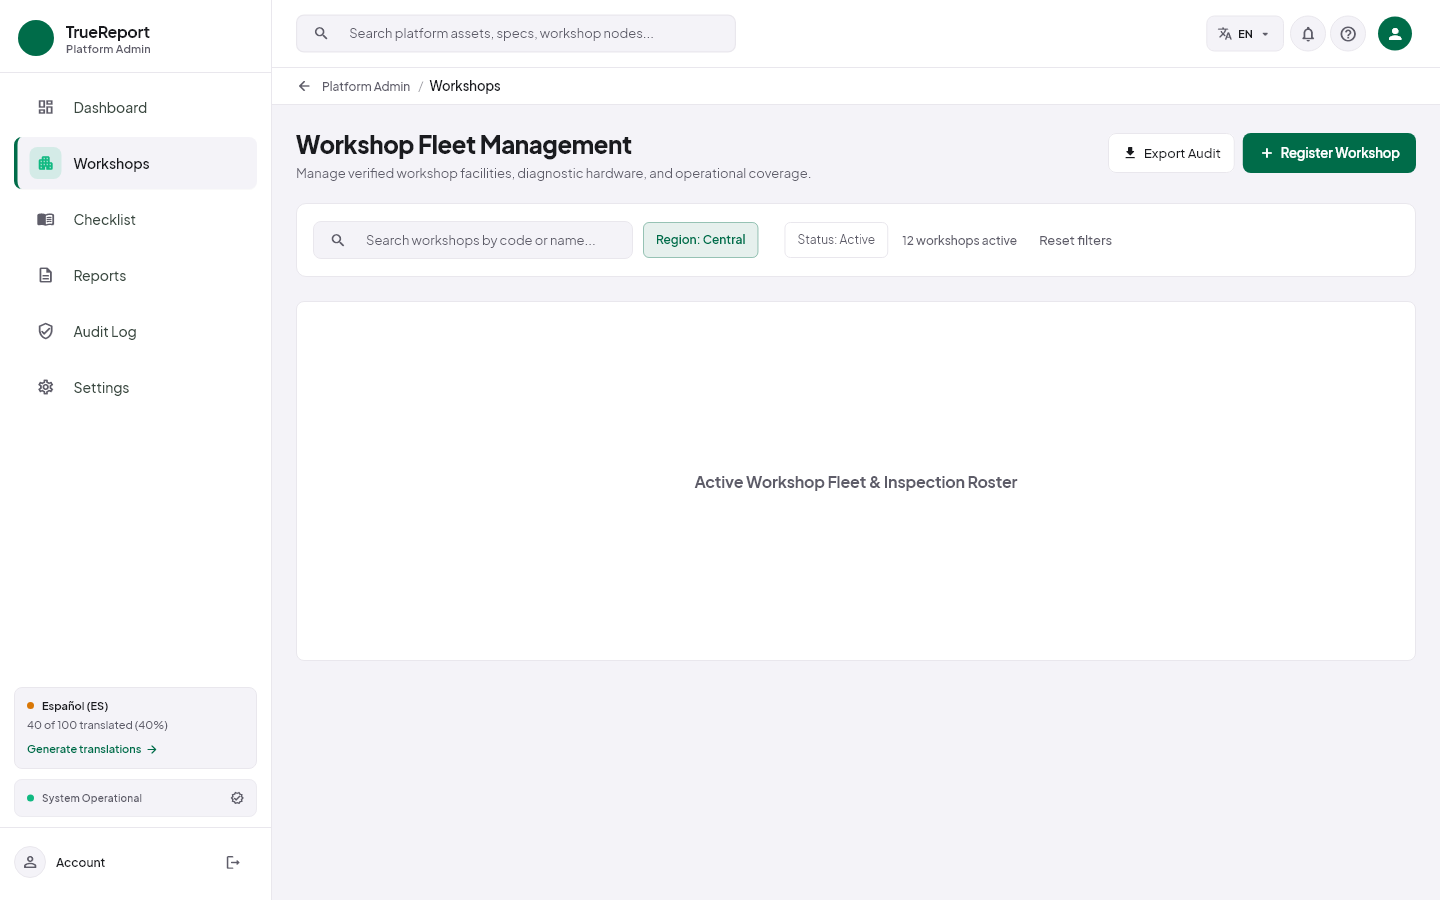 TrueReport
Platform Admin
Search platform assets, specs, workshop nodes...
EN
Platform Admin / Workshops
Dashboard
Workshops
Checklist
Reports
Audit Log
Settings
Workshop Fleet Management
Manage verified workshop facilities, diagnostic hardware, and operational coverage.
Export Audit
Register Workshop
Search workshops by code or name...
Region: Central
Status: Active
12 workshops active
Reset filters
Active Workshop Fleet & Inspection Roster
Español (ES)
40 of 100 translated (40%)
Generate translations →
System Operational
Account